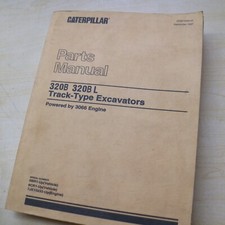 CATERPILLAR
Parts
Manual
320B 320B L
Track-Type Excavators
Powered by 3066 Engine